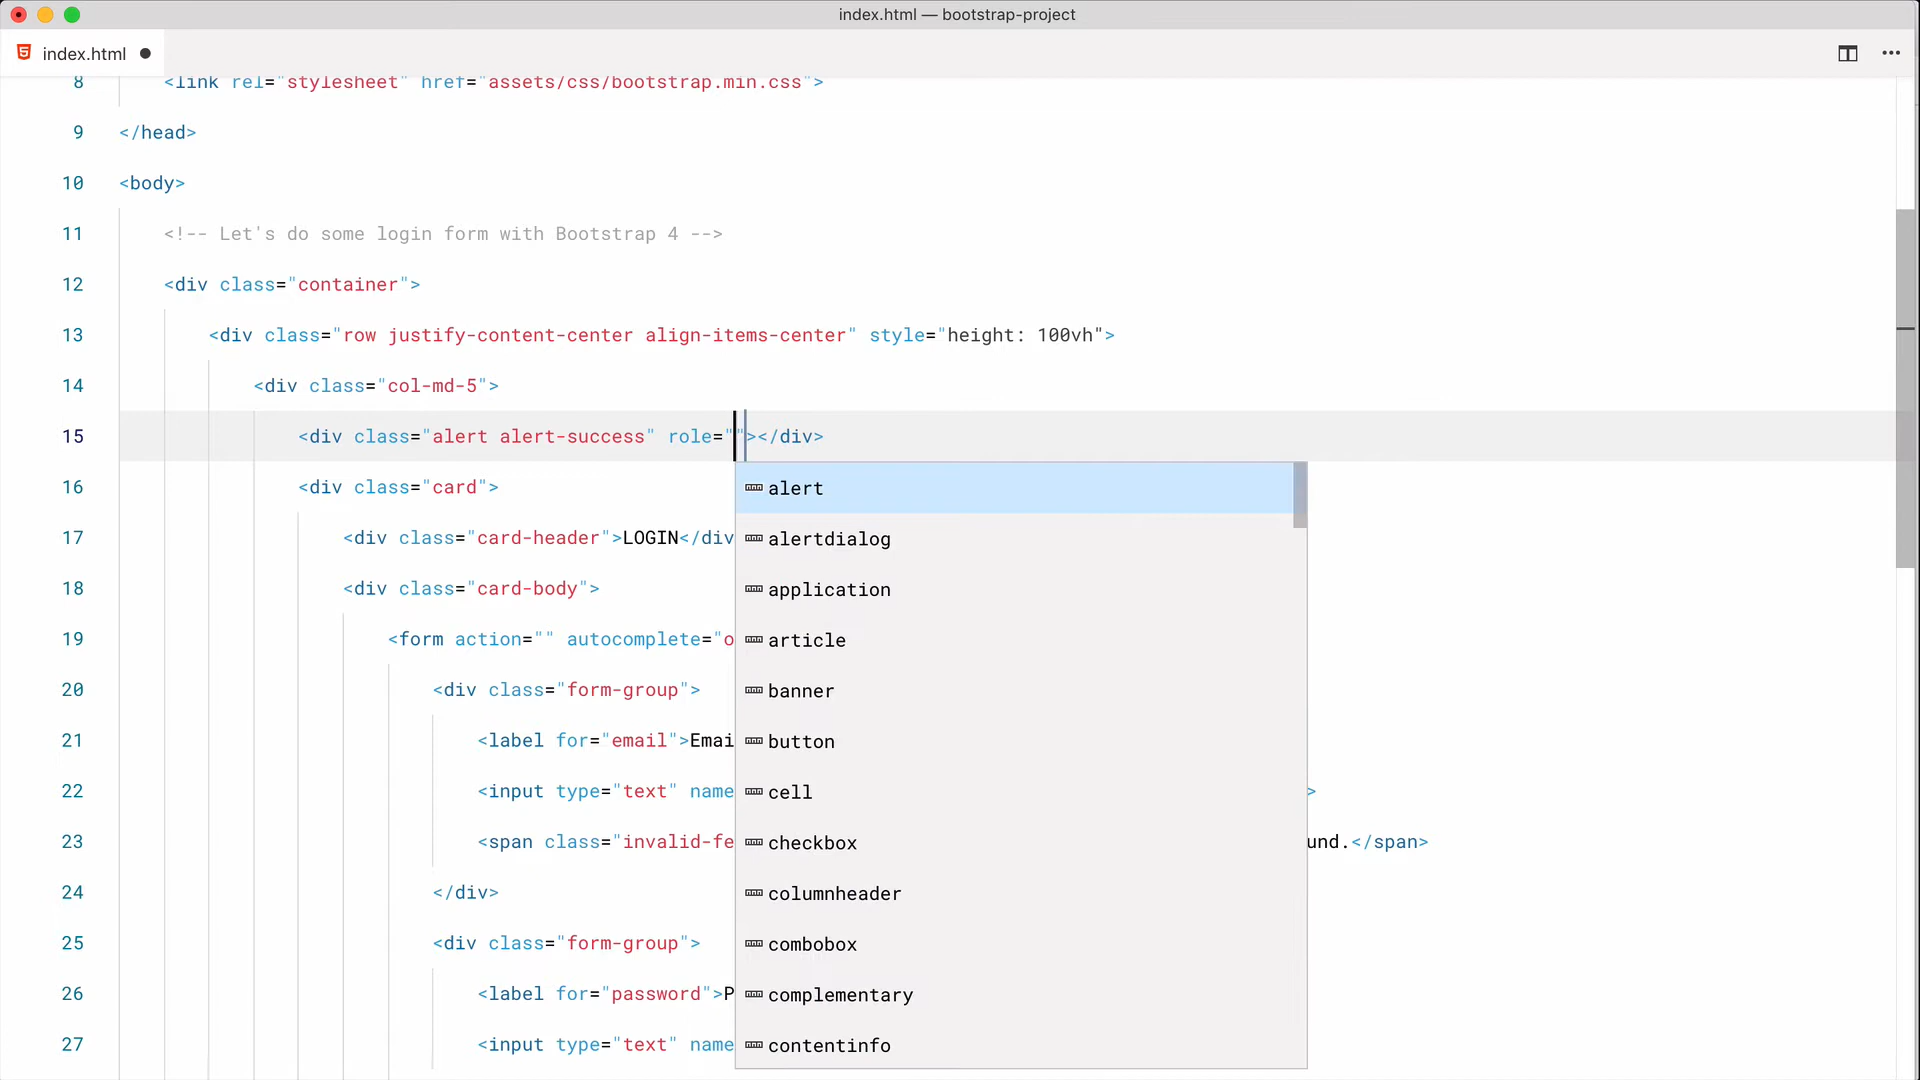 index.html — bootstrap-project
index.html
8 <link rel="stylesheet" href="assets/css/bootstrap.min.css">
9 </head>
10 <body>
11 <!-- Let's do some login form with Bootstrap 4 -->
12 <div class="container">
13 <div class="row justify-content-center align-items-center" style="height: 100vh">
14 <div class="col-md-5">
15 <div class="alert alert-success" role=""></div>
16 <div class="card">
alert
17 <div class="card-header">LOGIN</div
alertdialog
18 <div class="card-body">
application
19 <form action="" autocomplete="o
article
20 <div class="form-group">
banner
21 <label for="email">Emai
button
22 <input type="text" name
cell
>
23 <span class="invalid-fe
checkbox
und.</span>
24 </div>
columnheader
25 <div class="form-group">
combobox
26 <label for="password">P
complementary
27 <input type="text" name
contentinfo